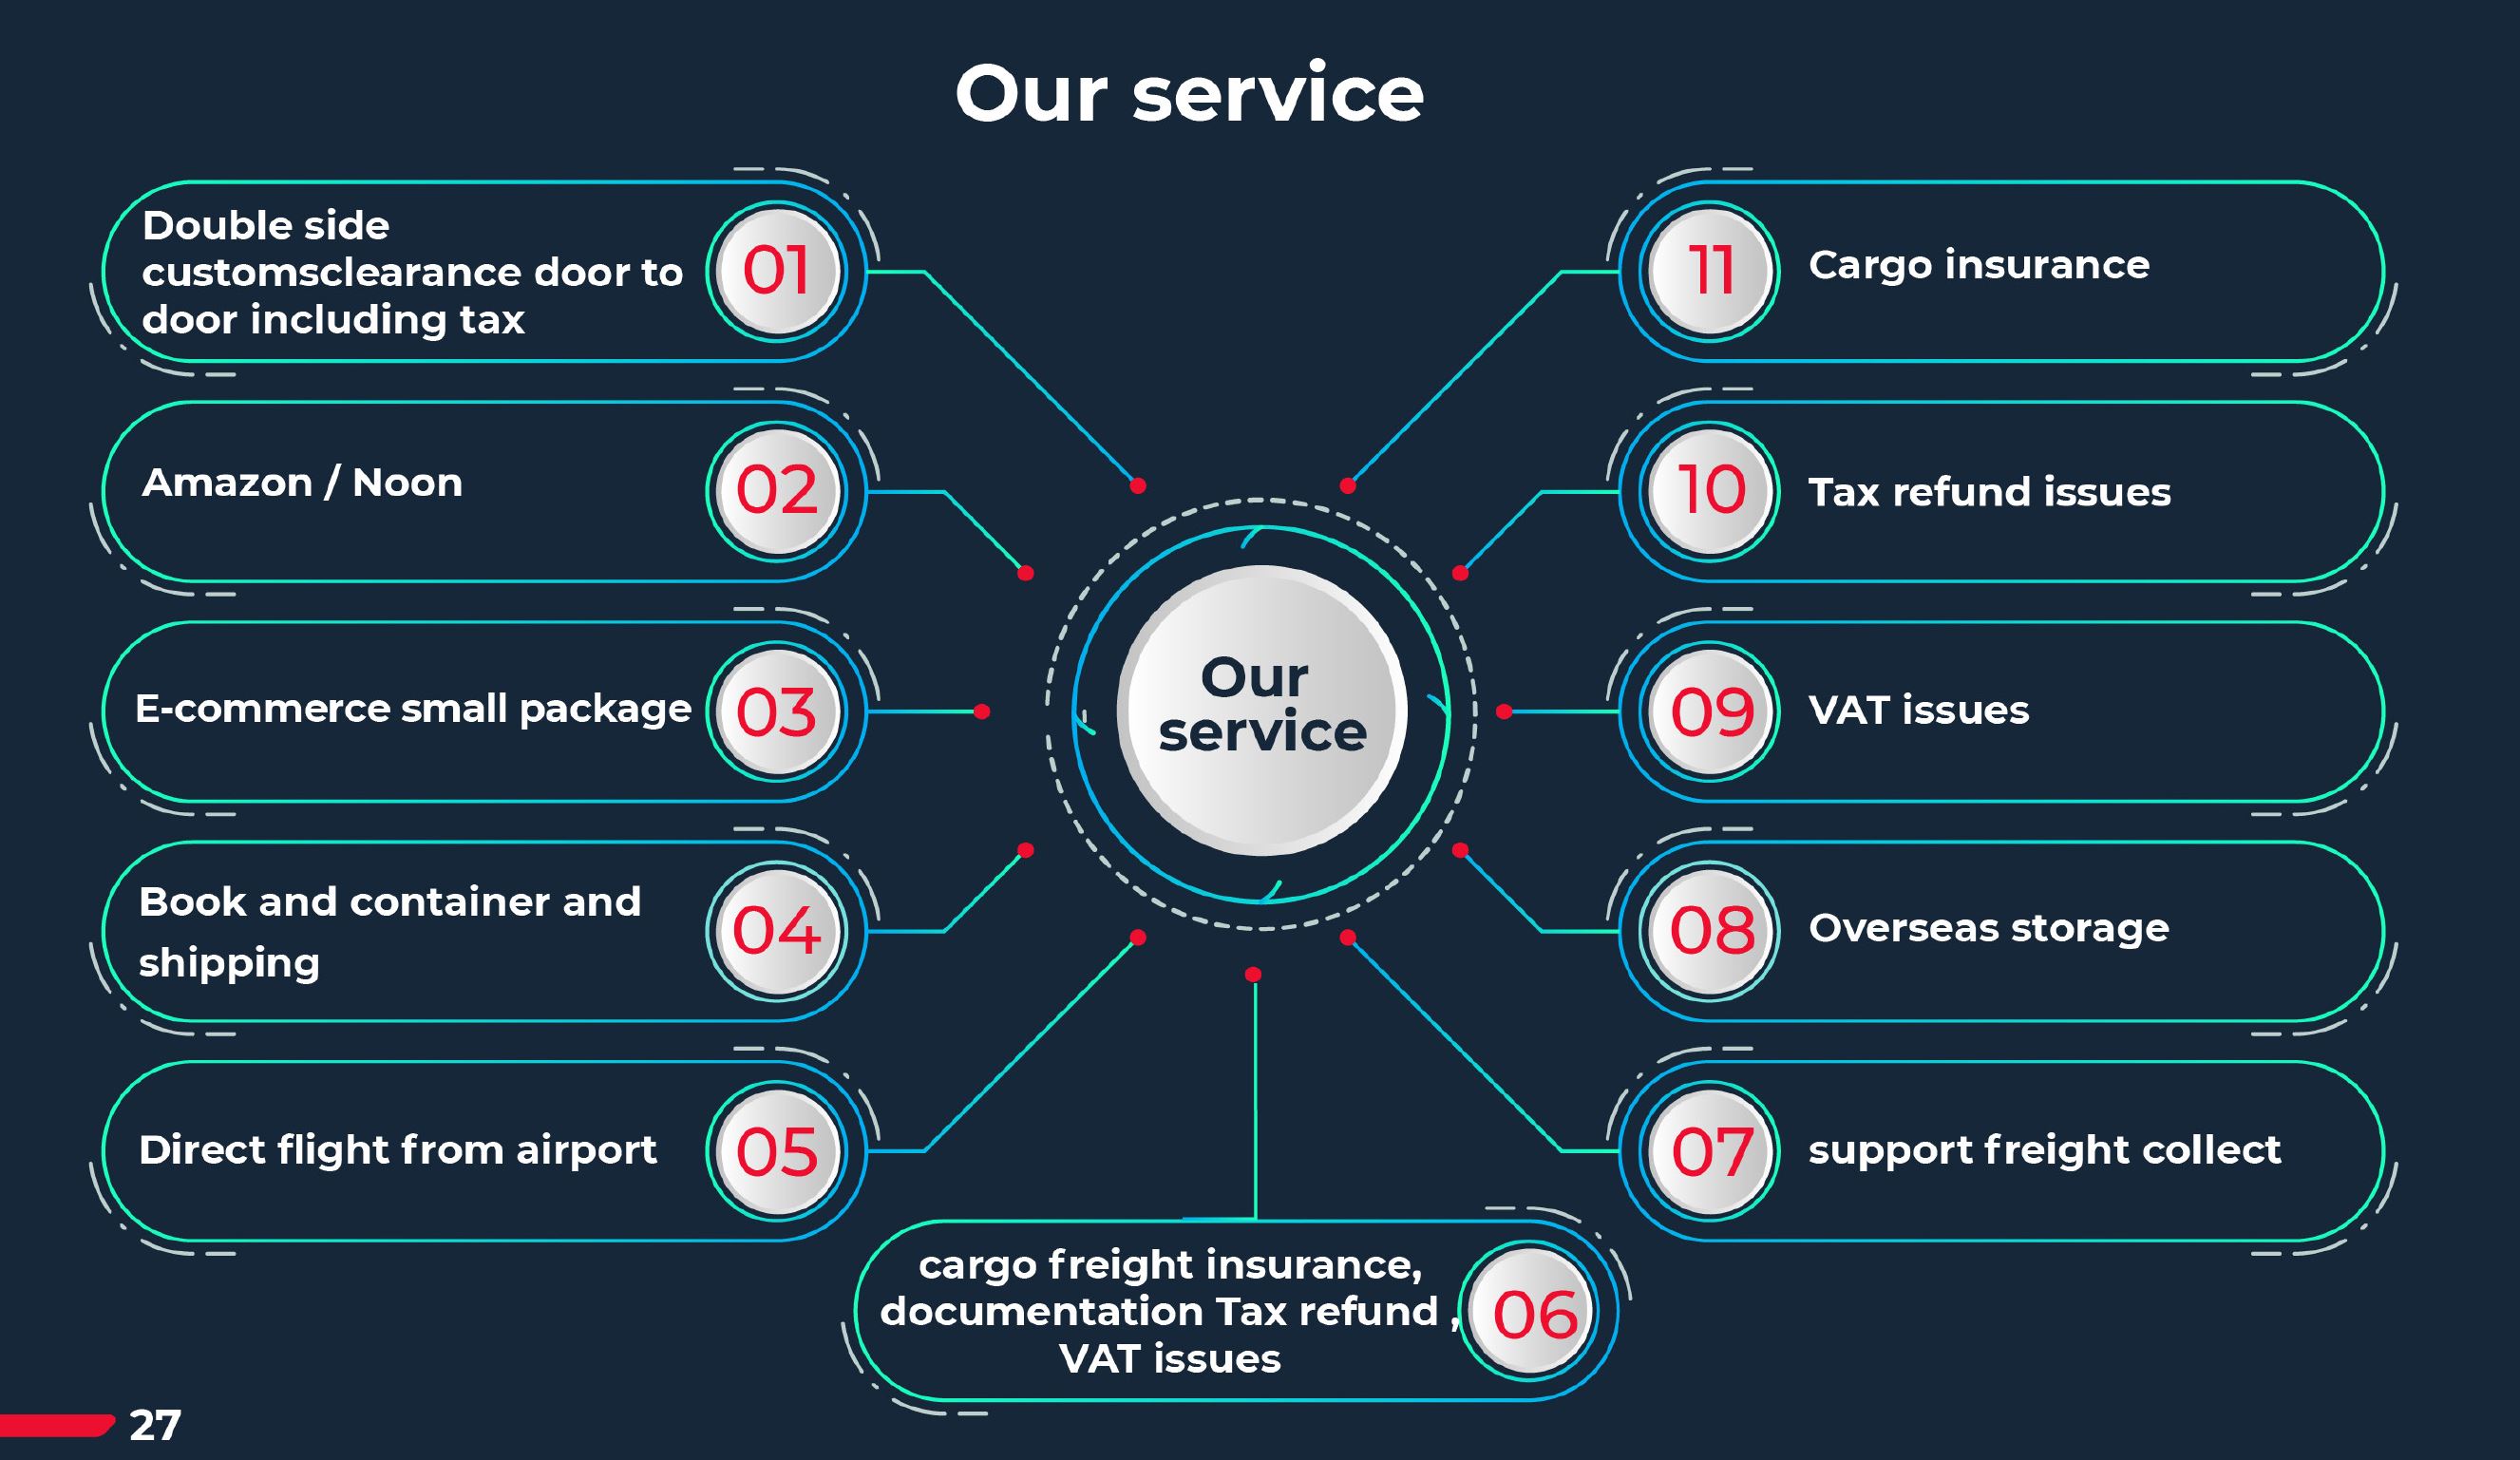 Our service
Double side
customsclearance door to
door including tax
01
Amazon / Noon
02
E-commerce small package
03
Book and container and
shipping
04
Direct flight from airport
05
Our
service
cargo freight insurance,
documentation Tax refund ,
VAT issues
06
11
Cargo insurance
10
Tax refund issues
09
VAT issues
08
Overseas storage
07
support freight collect
27